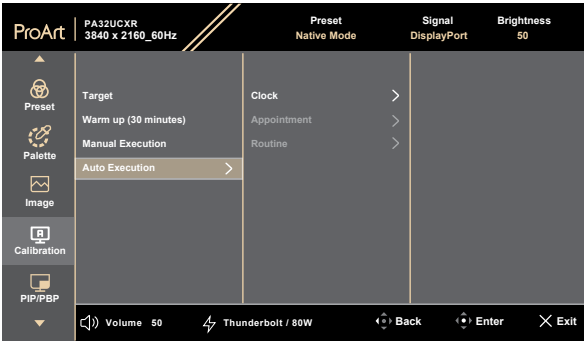 ProArt
PA32UCXR
3840 x 2160_60Hz
Preset
Native Mode
Signal
DisplayPort
Brightness
50
Preset
Palette
Image
Calibration
PIP/PBP
Target
Warm up (30 minutes)
Manual Execution
Auto Execution
Clock
Appointment
Routine
Volume 50
Thunderbolt / 80W
Back
Enter
Exit